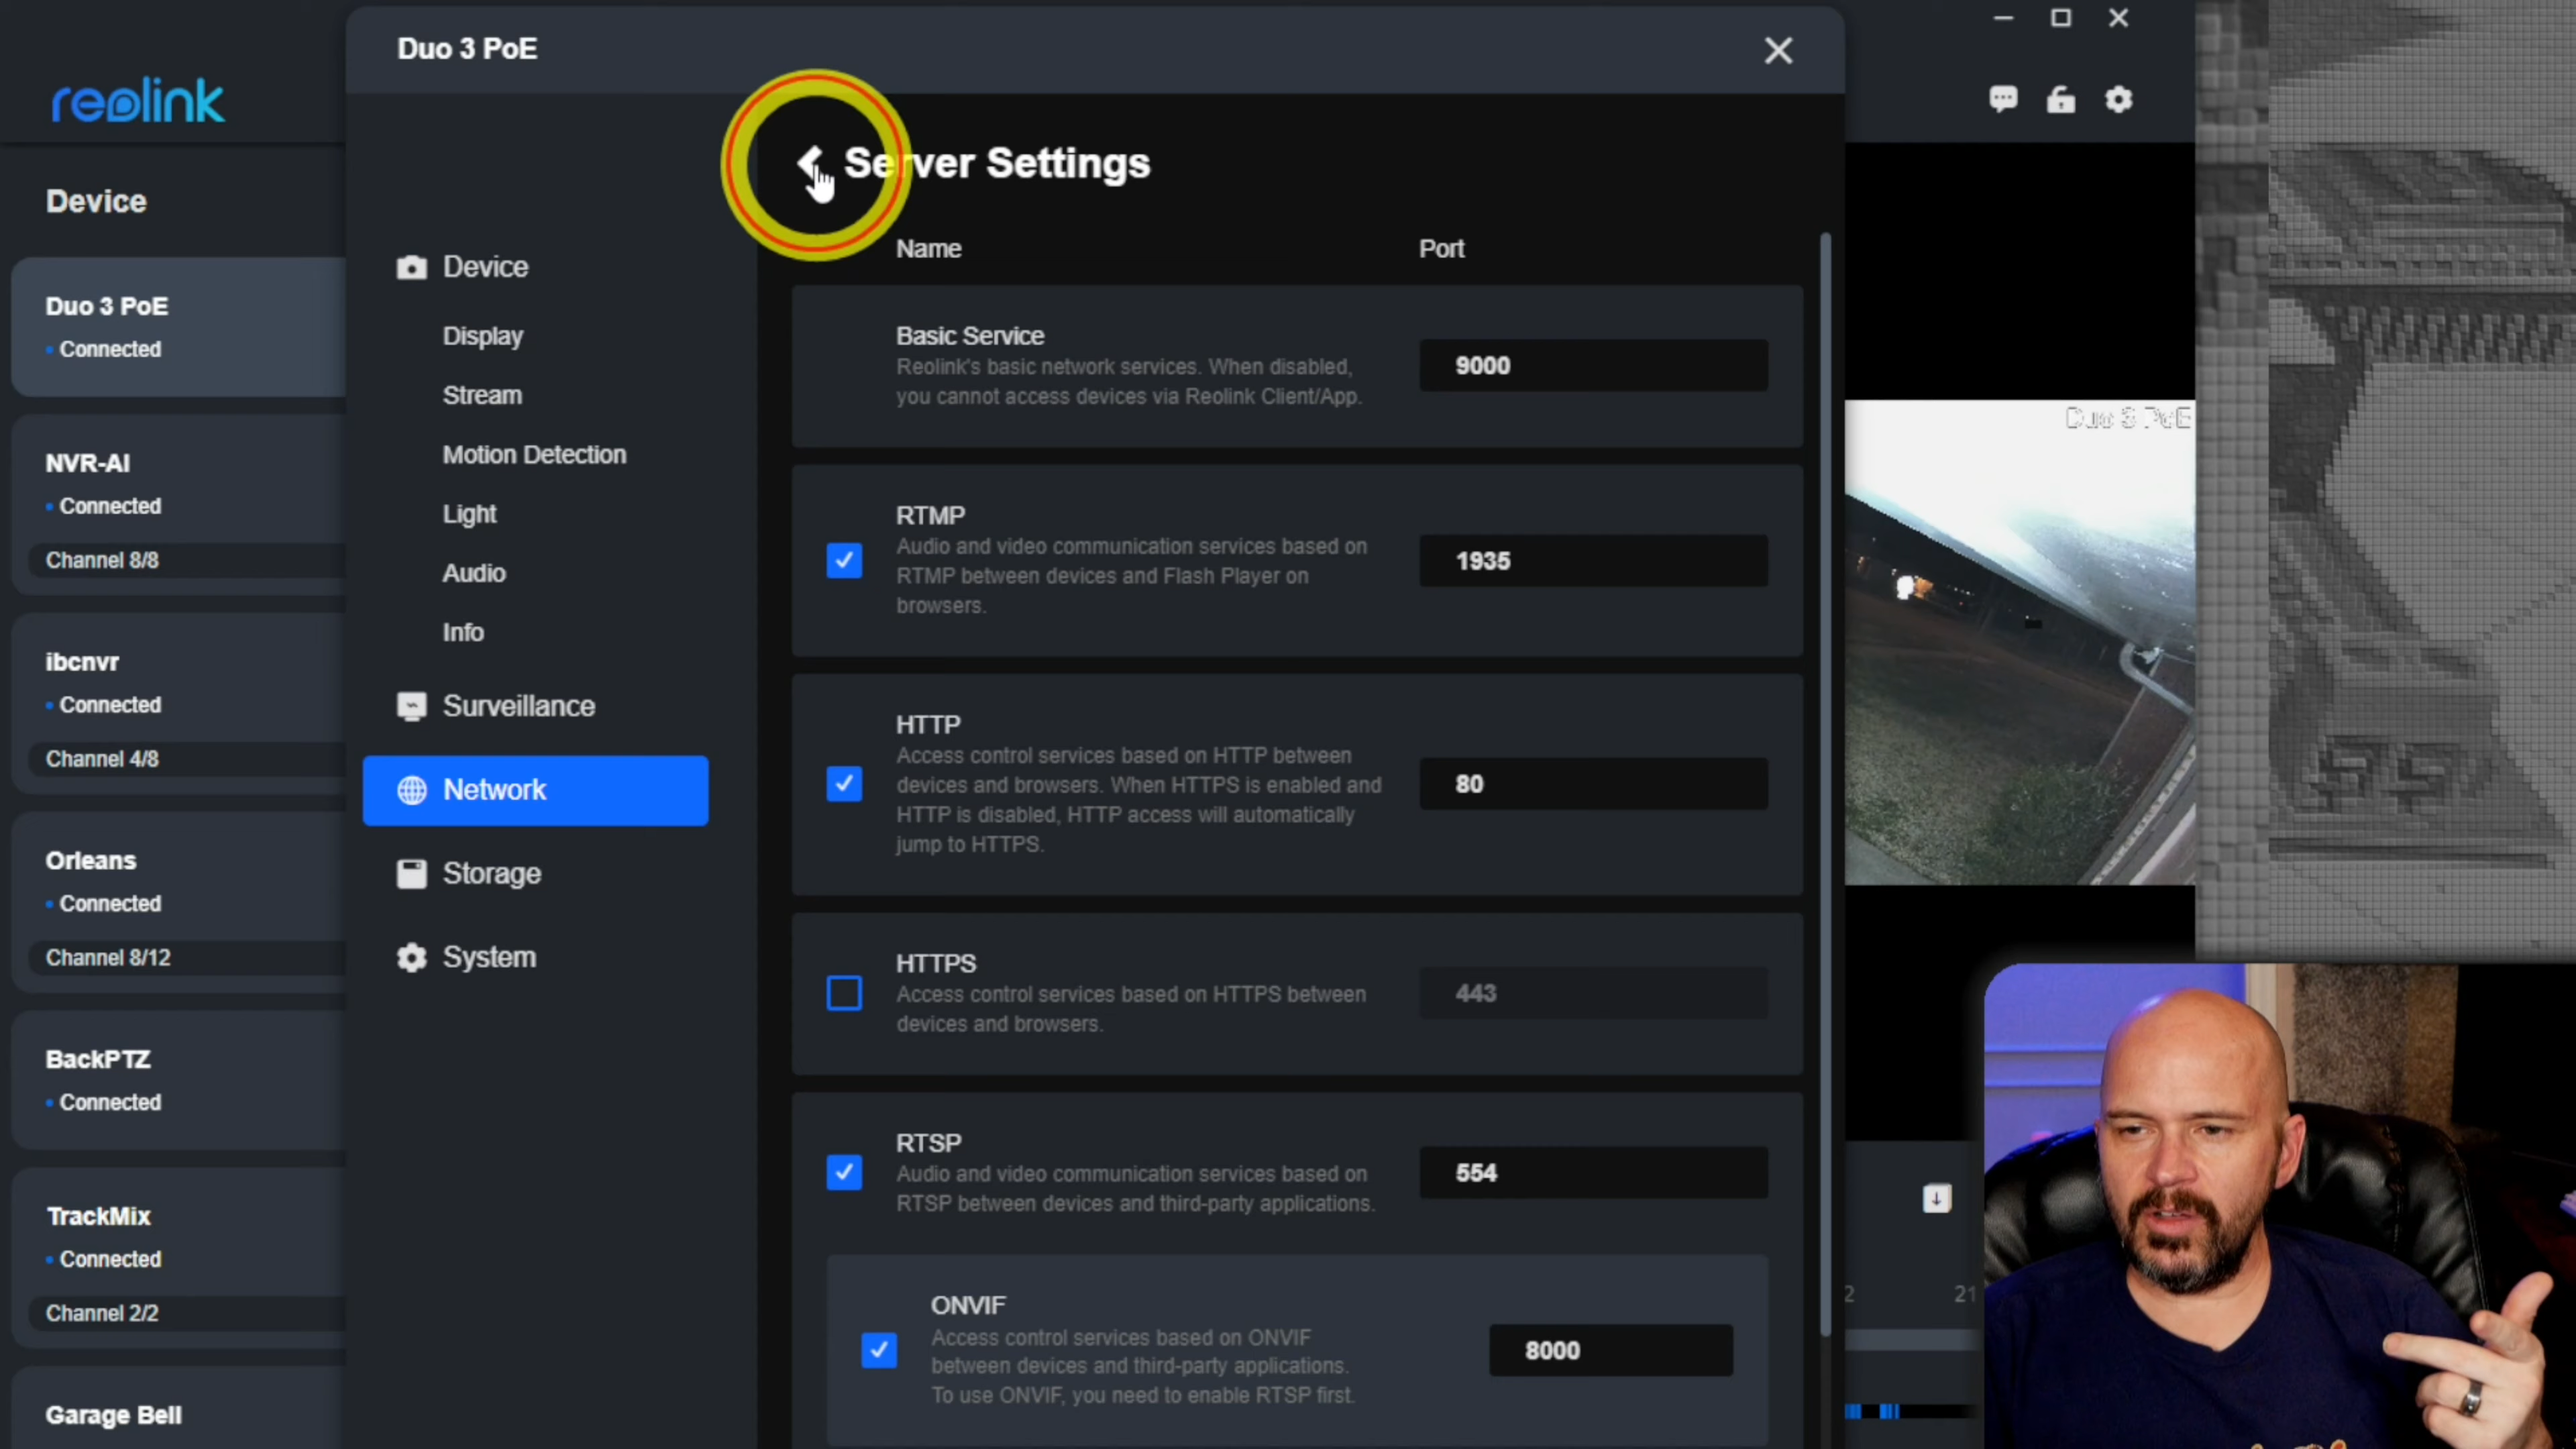 Duo 3 PoE
reolink
Device
Duo 3 PoE
Connected
NVR-AI
Connected
Channel 8/8
ibcnvr
Connected
Channel 4/8
Orleans
Connected
Channel 8/12
BackPTZ
Connected
TrackMix
Connected
Channel 2/2
Garage Bell
Device
Display
Stream
Motion Detection
Light
Audio
Info
Surveillance
Network
Storage
System
Server Settings
Name Port
Basic Service
Reolink's basic network services. When disabled,
you cannot access devices via Reolink Client/App.
9000
RTMP
Audio and video communication services based on
RTMP between devices and Flash Player on
browsers.
1935
HTTP
Access control services based on HTTP between
devices and browsers. When HTTPS is enabled and
HTTP is disabled, HTTP access will automatically
jump to HTTPS.
80
HTTPS
Access control services based on HTTPS between
devices and browsers.
443
RTSP
Audio and video communication services based on
RTSP between devices and third-party applications.
554
ONVIF
Access control services based on ONVIF
between devices and third-party applications.
To use ONVIF, you need to enable RTSP first.
8000
Duo 3 PoE
2 21